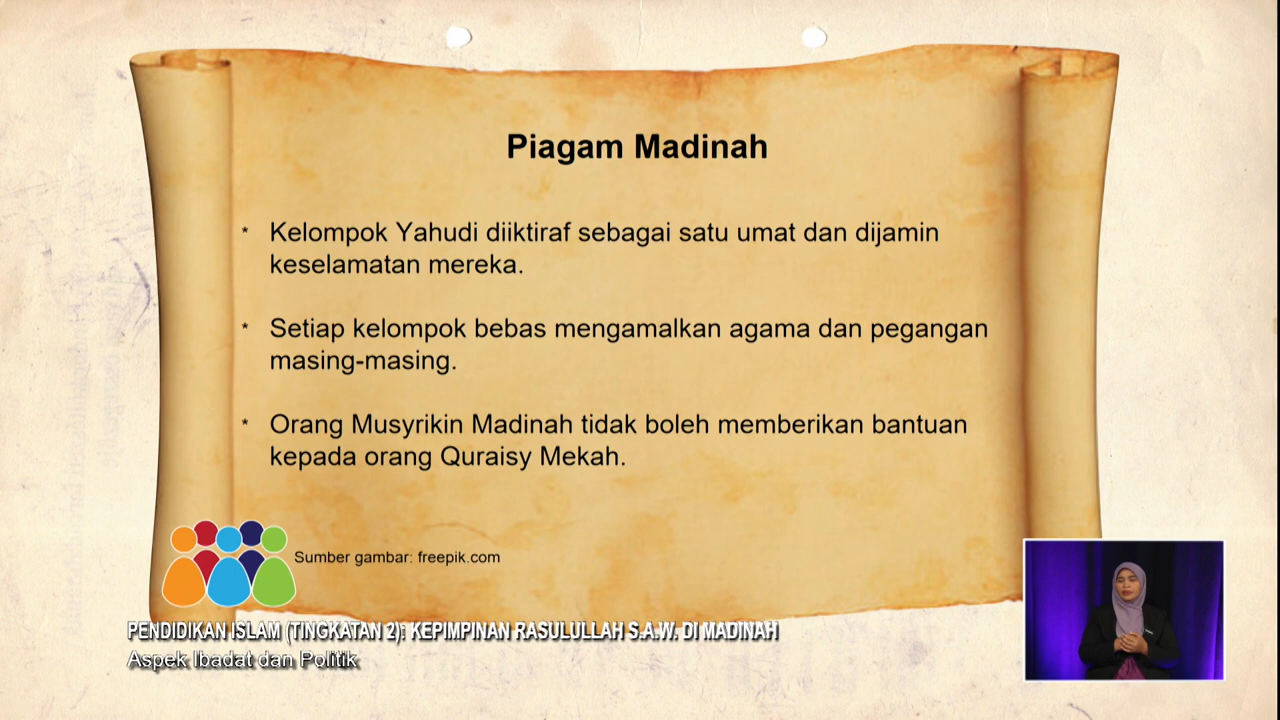 Piagam Madinah
* Kelompok Yahudi diiktiraf sebagai satu umat dan dijamin
keselamatan mereka.
* Setiap kelompok bebas mengamalkan agama dan pegangan
masing-masing.
* Orang Musyrikin Madinah tidak boleh memberikan bantuan
kepada orang Quraisy Mekah.
Sumber gambar: freepik.com
PENDIDIKAN ISLAM (TINGKATAN 2): KEPIMPINAN RASULULLAH S.A.W. DI MADINAH
Aspek Ibadat dan Politik